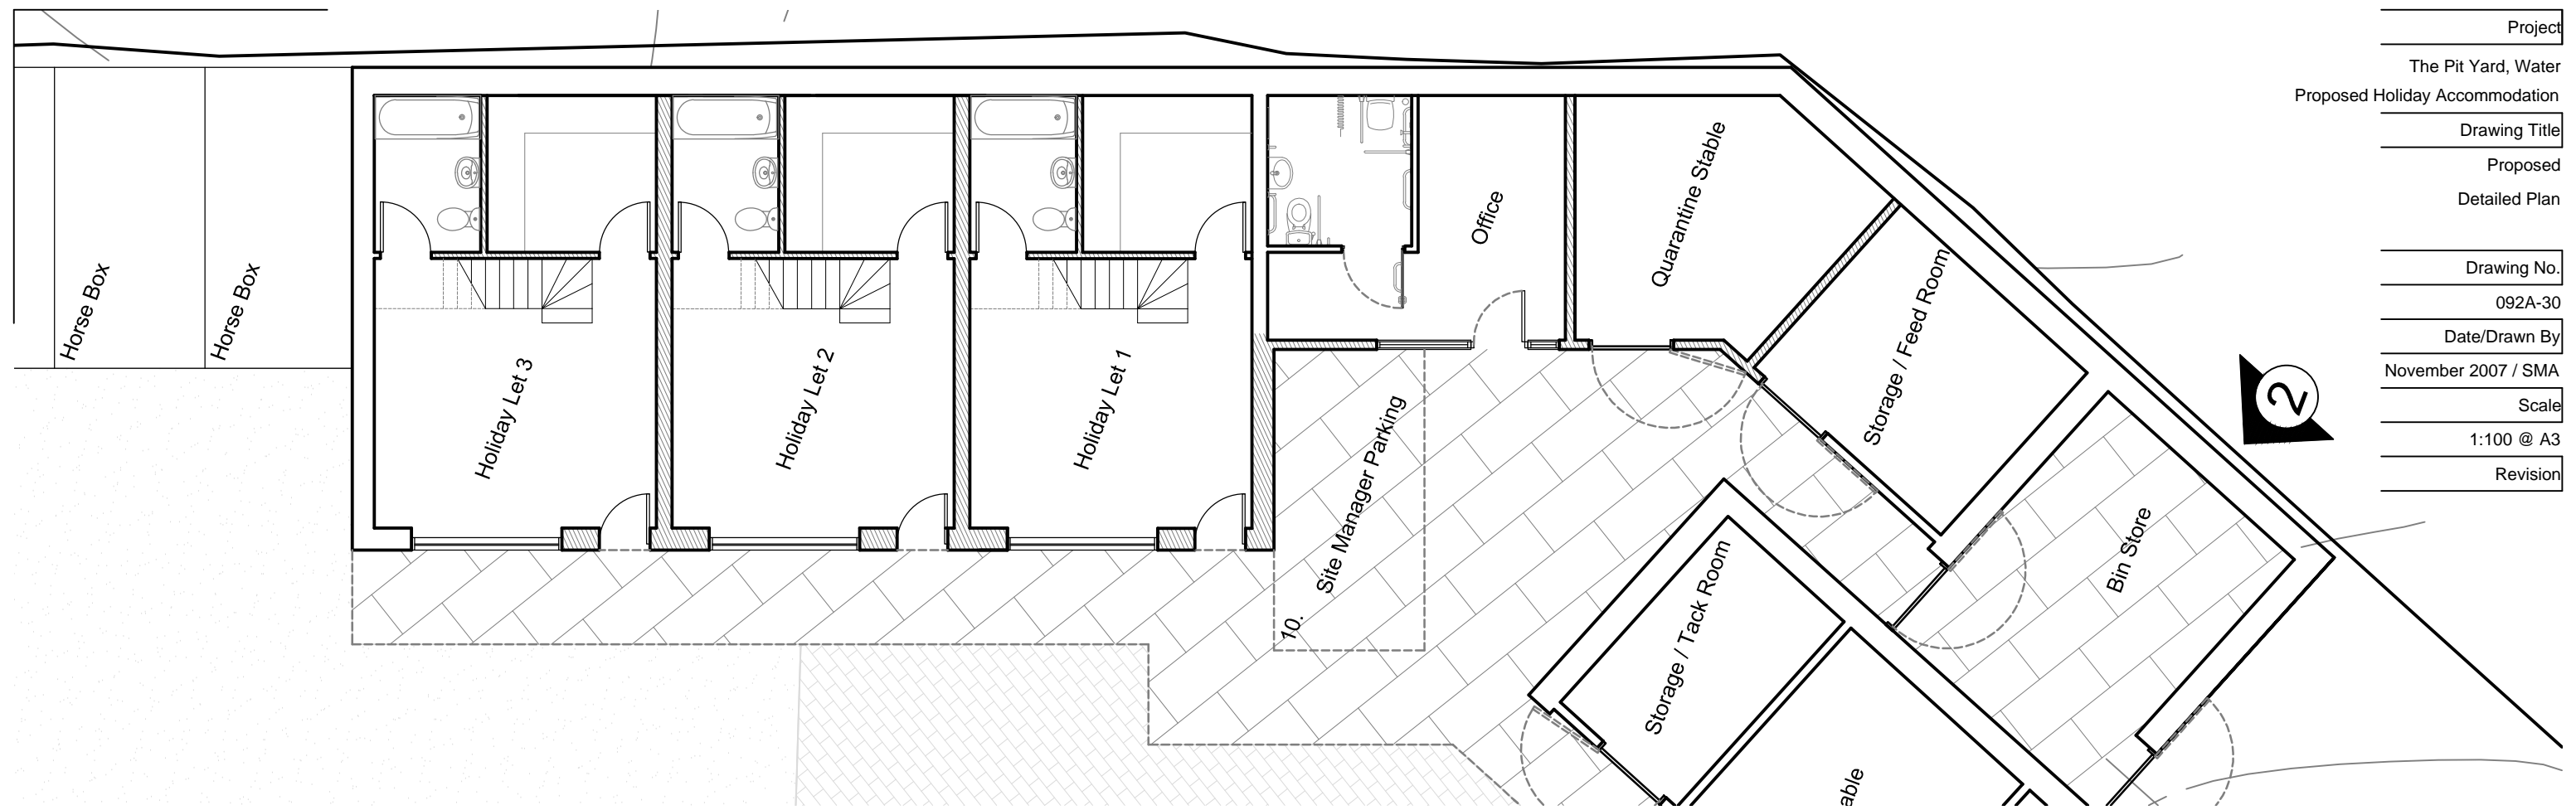 Project
The Pit Yard, Water
Proposed Holiday Accommodation
Drawing Title
Proposed
Detailed Plan
Drawing No.
092A-30
Date/Drawn By
November 2007 / SMA
Scale
1:100 @ A3
Revision
Horse Box
Horse Box
Holiday Let 3
Holiday Let 2
Holiday Let 1
Office
Quarantine Stable
Storage / Feed Room
Site Manager Parking
10.
Storage / Tack Room
Bin Store
able
2